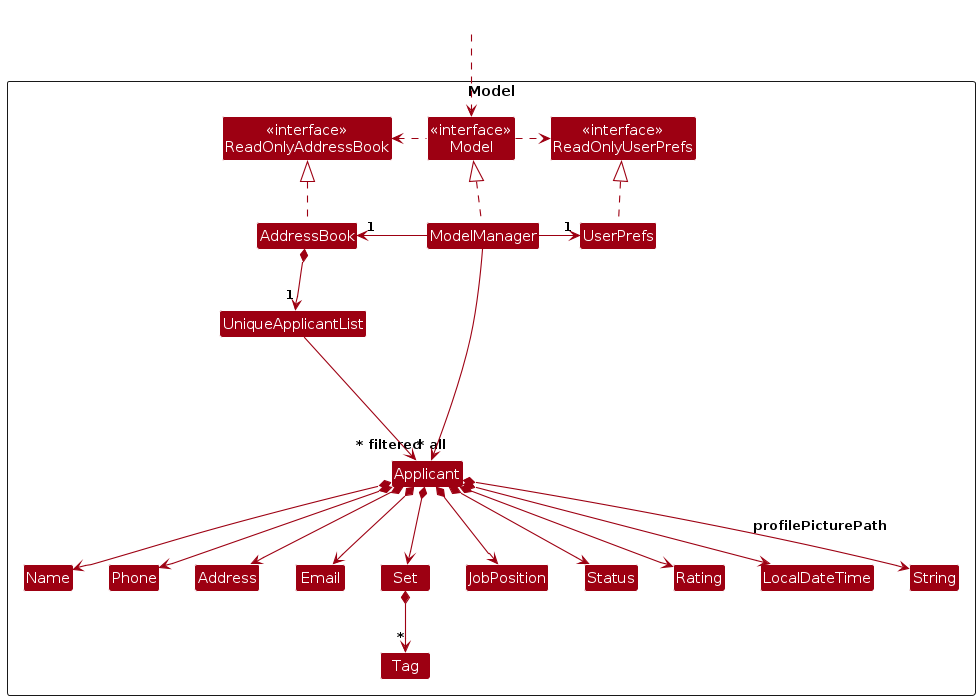 Model
«interface»
ReadOnlyAddressBook
«interface»
Model
«interface»
ReadOnlyUserPrefs
AddressBook
1
ModelManager
1
UserPrefs
1
UniqueApplicantList
* filtered
* all
Applicant
profilePicturePath
Name
Phone
Address
Email
Set
JobPosition
Status
Rating
LocalDateTime
String
*
Tag